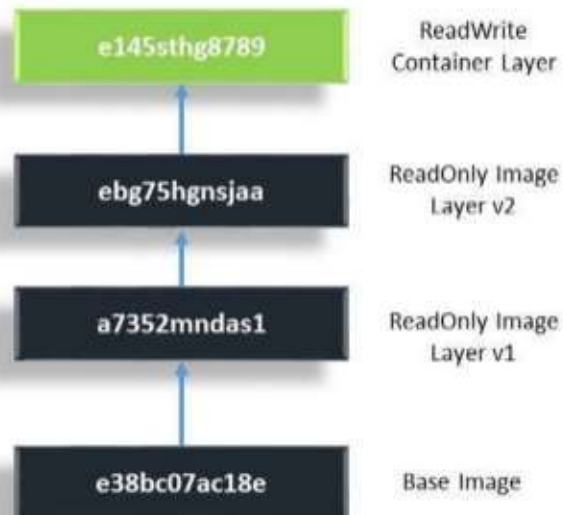 e145sthg8789
ReadWrite
Container Layer
ebg75hgnsjaa
ReadOnly Image
Layer v2
a7352mndas1
ReadOnly Image
Layer v1
e38bc07ac18e
Base Image